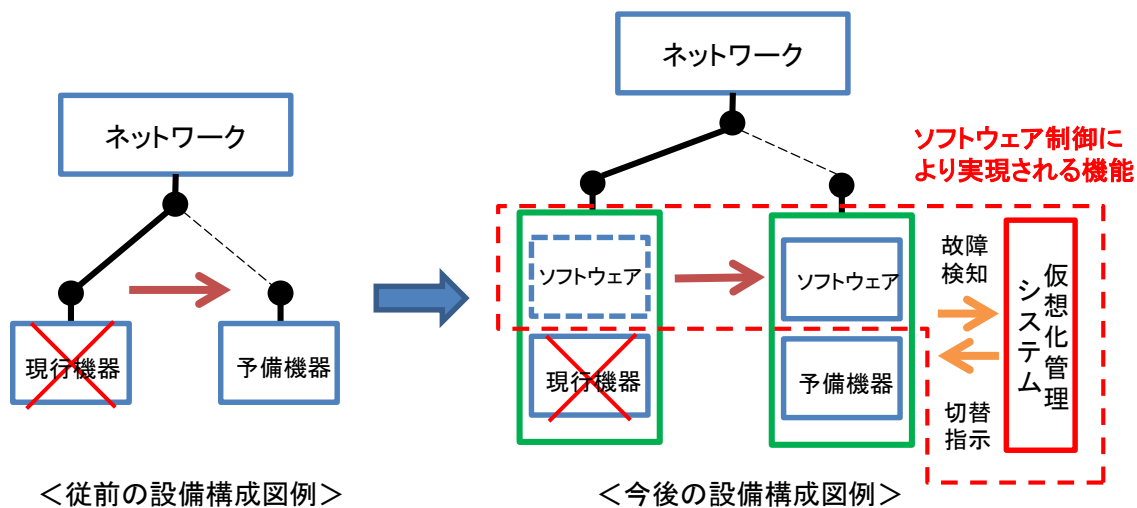 ネットワーク
現行機器
予備機器
＜従前の設備構成図例＞
ネットワーク
ソフトウェア制御に
より実現される機能
ソフトウェア
ソフトウェア
現行機器
予備機器
故障
検知
切替
指示
仮想化管理
システム
＜今後の設備構成図例＞